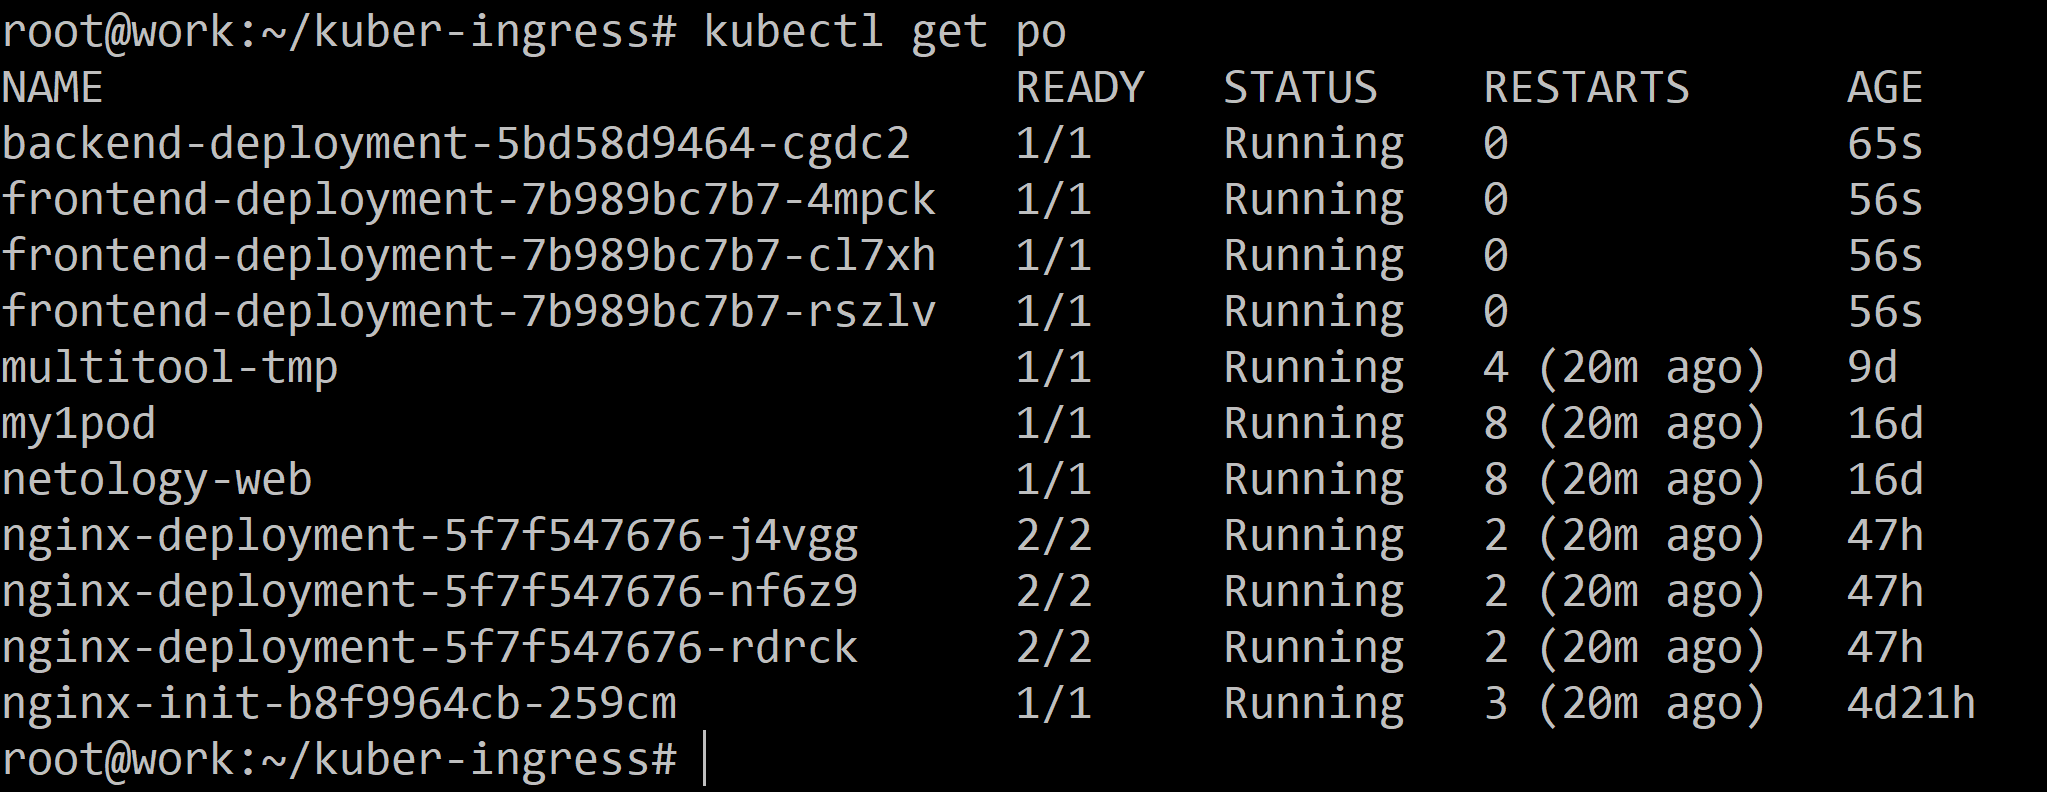 root@work:~/kuber-ingress# kubectl get po
NAME                                   READY   STATUS    RESTARTS      AGE
backend-deployment-5bd58d9464-cgdc2    1/1     Running   0             65s
frontend-deployment-7b989bc7b7-4mpck   1/1     Running   0             56s
frontend-deployment-7b989bc7b7-cl7xh   1/1     Running   0             56s
frontend-deployment-7b989bc7b7-rszlv   1/1     Running   0             56s
multitool-tmp                          1/1     Running   4 (20m ago)   9d
my1pod                                 1/1     Running   8 (20m ago)   16d
netology-web                           1/1     Running   8 (20m ago)   16d
nginx-deployment-5f7f547676-j4vgg      2/2     Running   2 (20m ago)   47h
nginx-deployment-5f7f547676-nf6z9      2/2     Running   2 (20m ago)   47h
nginx-deployment-5f7f547676-rdrck      2/2     Running   2 (20m ago)   47h
nginx-init-b8f9964cb-259cm             1/1     Running   3 (20m ago)   4d21h
root@work:~/kuber-ingress#